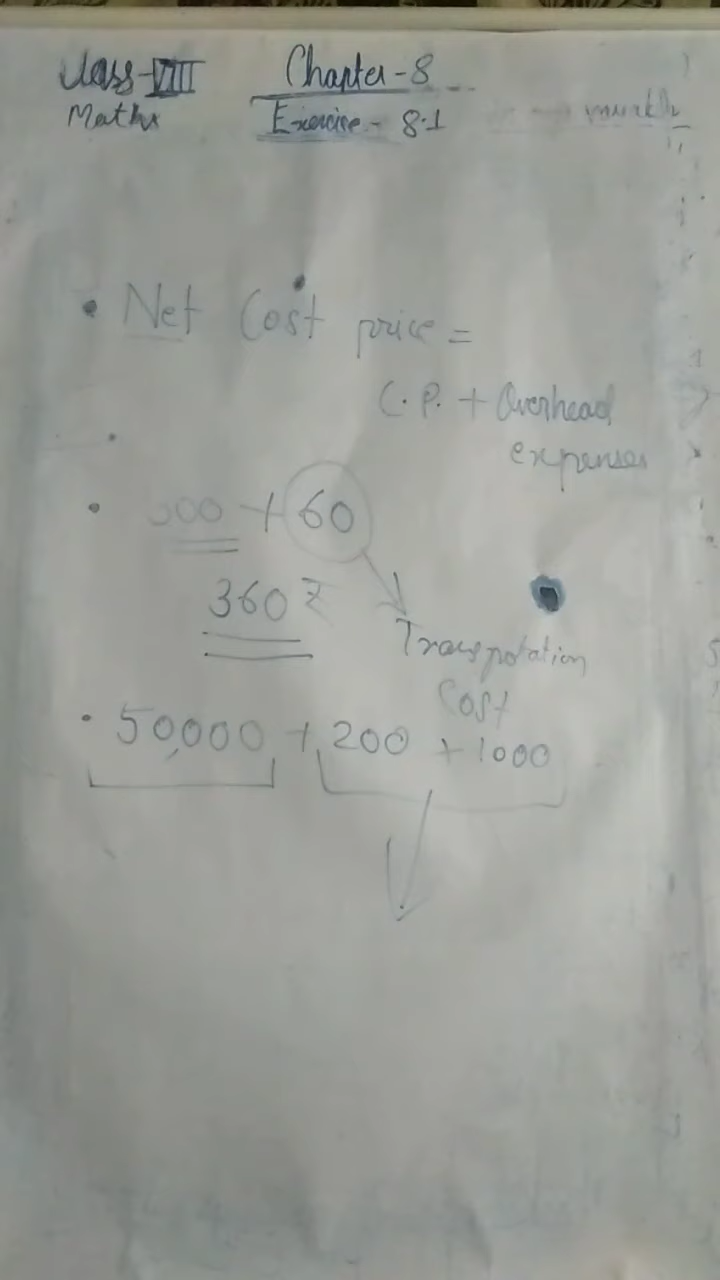 Class-VIII Chapter-8
Maths Exercise- 8.1
• Net Cost price =
C.P. + Overhead
expenses
• 300 + 60
360 ₹
Transpotation
Cost
• 50,000 + 200 + 1000